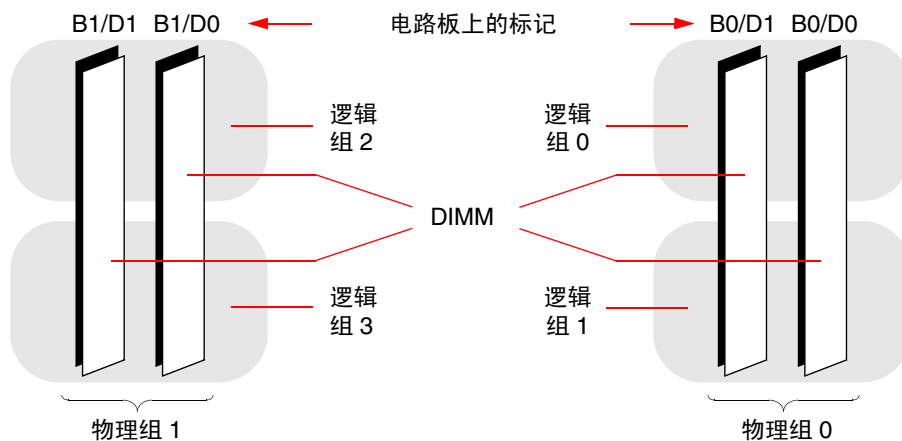 B1/D1 B1/D0 电路板上的标记 B0/D1 B0/D0
逻辑
组 2
逻辑
组 0
DIMM
逻辑
组 3
逻辑
组 1
物理组 1
物理组 0